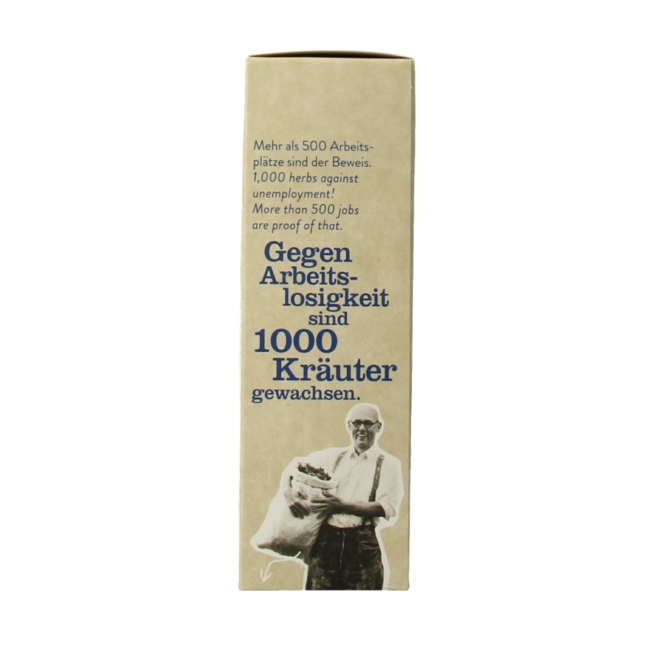 Mehr als 500 Arbeits-
plätze sind der Beweis.
1,000 herbs against
unemployment!
More than 500 jobs
are proof of that.
Gegen
Arbeits-
losigkeit
sind
1000
Kräuter
gewachsen.